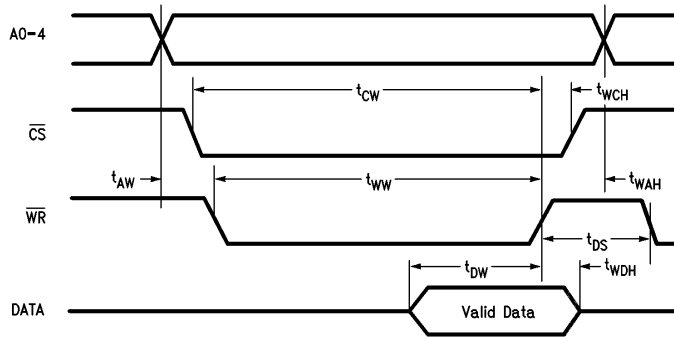 A0-4
tCW
tWCH
CS
tAW
tWW
tWAH
WR
tDS
tDW
tWDH
DATA
Valid Data